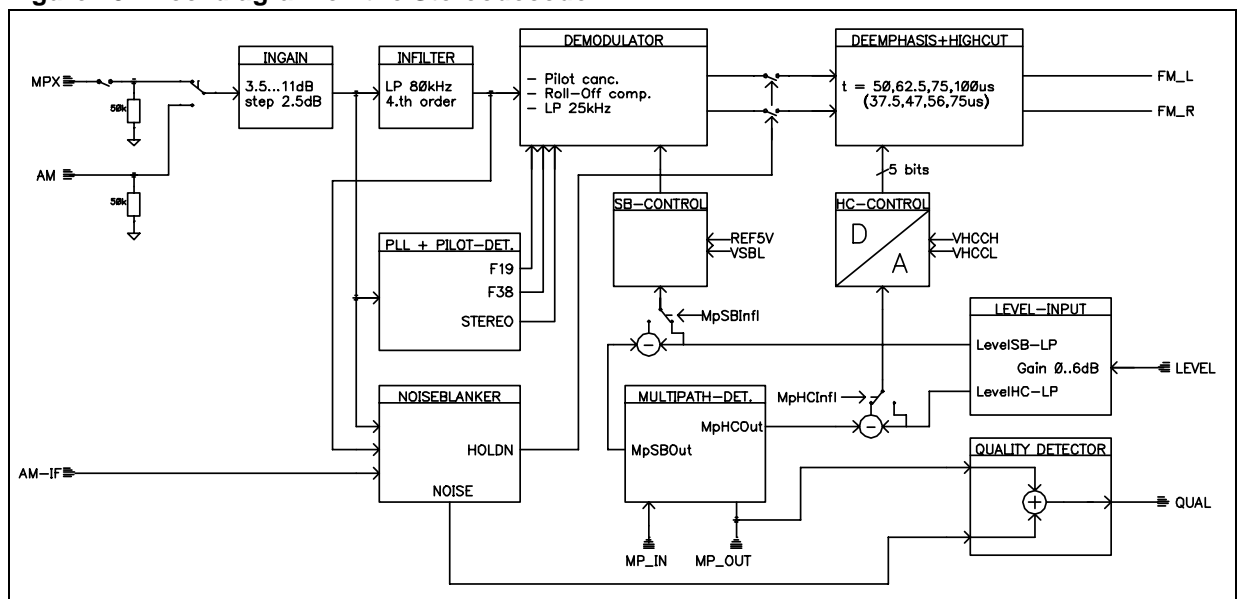 INGAIN
3.5...11dB
step 2.5dB
INFILTER
LP 80kHz
4.th order
DEMODULATOR
- Pilot canc.
- Roll-Off comp.
- LP 25kHz
DEEMPHASIS+HIGHCUT
t = 50,62.5,75,100us
(37.5,47,56,75us)
MPX
50k
AM
50k
FM_L
FM_R
5 bits
SB-CONTROL
REF5V
VSBL
HC-CONTROL
D
A
VHCCH
VHCCL
PLL + PILOT-DET.
F19
F38
STEREO
MpSBInfl
LEVEL-INPUT
LevelSB-LP
Gain 0..6dB
LevelHC-LP
LEVEL
NOISEBLANKER
HOLDN
NOISE
AM-IF
MULTIPATH-DET.
MpHCOut
MpSBOut
MpHCInfl
-
-
QUALITY DETECTOR
+
QUAL
MP_IN
MP_OUT